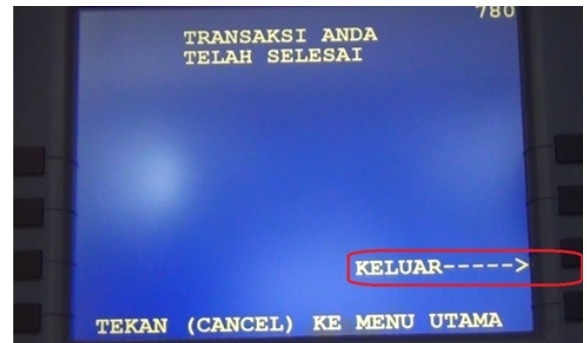 780
TRANSAKSI ANDA
TELAH SELESAI
KELUAR----->
TEKAN (CANCEL) KE MENU UTAMA